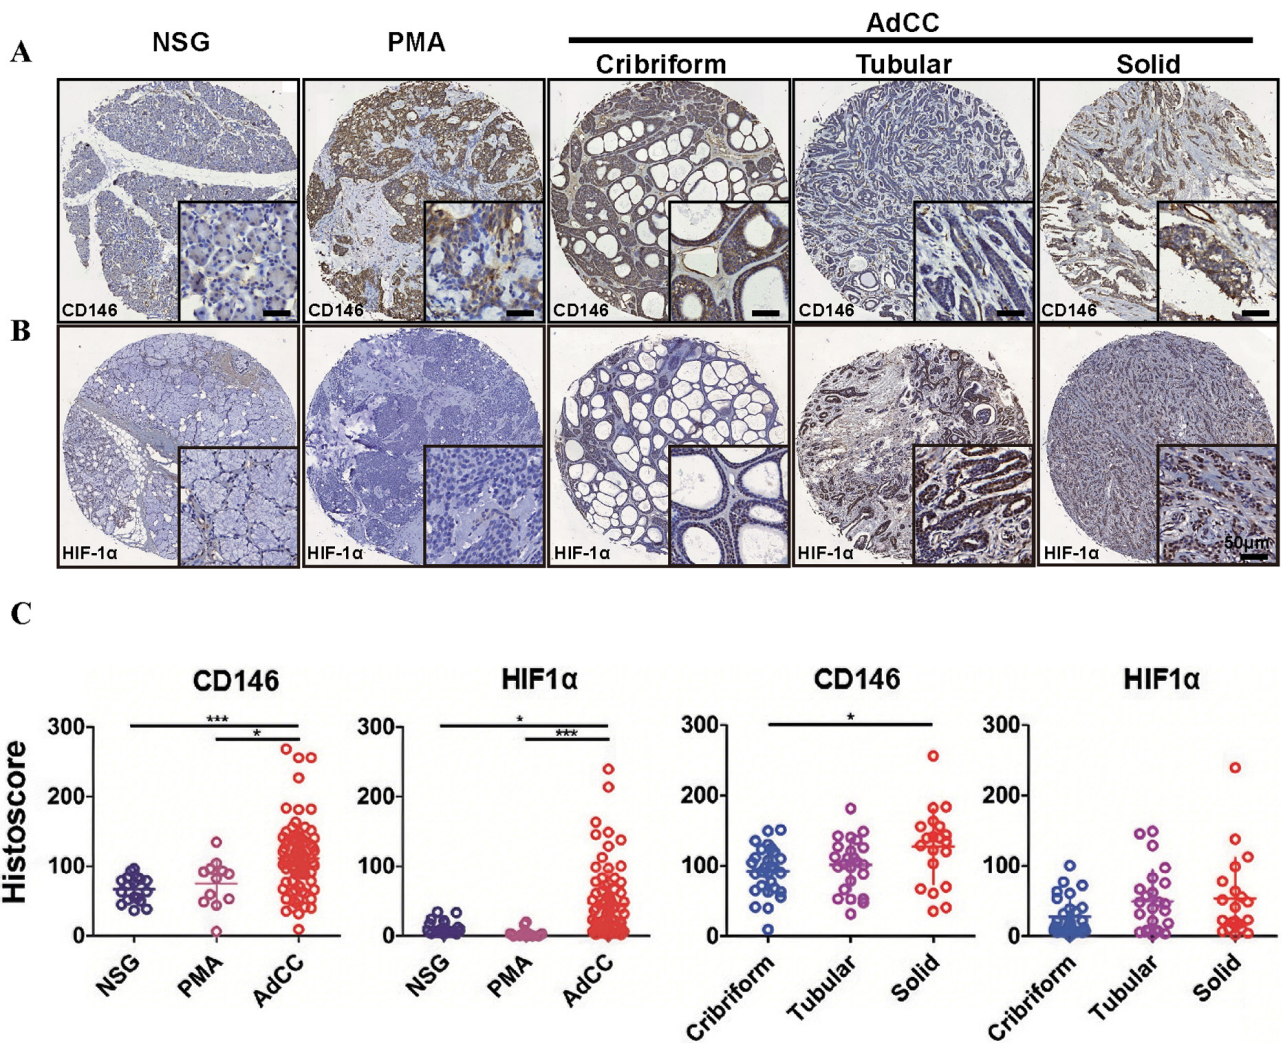 A
NSG
PMA
AdCC
Cribriform
Tubular
Solid
CD146
CD146
CD146
CD146
CD146
B
HIF-1α
HIF-1α
HIF-1α
HIF-1α
HIF-1α
50μm
C
CD146
HIF1α
CD146
HIF1α
Histoscore
300
200
100
0
***
*
NSG
PMA
AdCC
300
200
100
0
*
***
NSG
PMA
AdCC
300
200
100
0
*
Cribriform
Tubular
Solid
300
200
100
0
Cribriform
Tubular
Solid